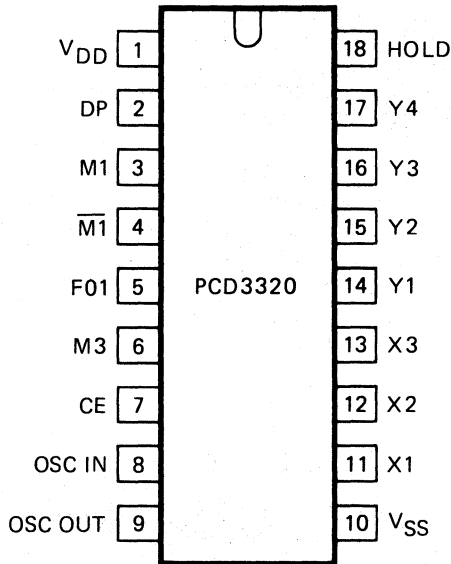 VDD 1 18 HOLD
DP 2 17 Y4
M1 3 16 Y3
M̅1̅ 4 15 Y2
F01 5 PCD3320 14 Y1
M3 6 13 X3
CE 7 12 X2
OSC IN 8 11 X1
OSC OUT 9 10 VSS